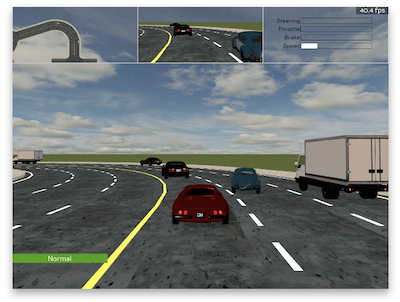 40.4 fps
Steering
Throttle
Brake
Speed
Normal